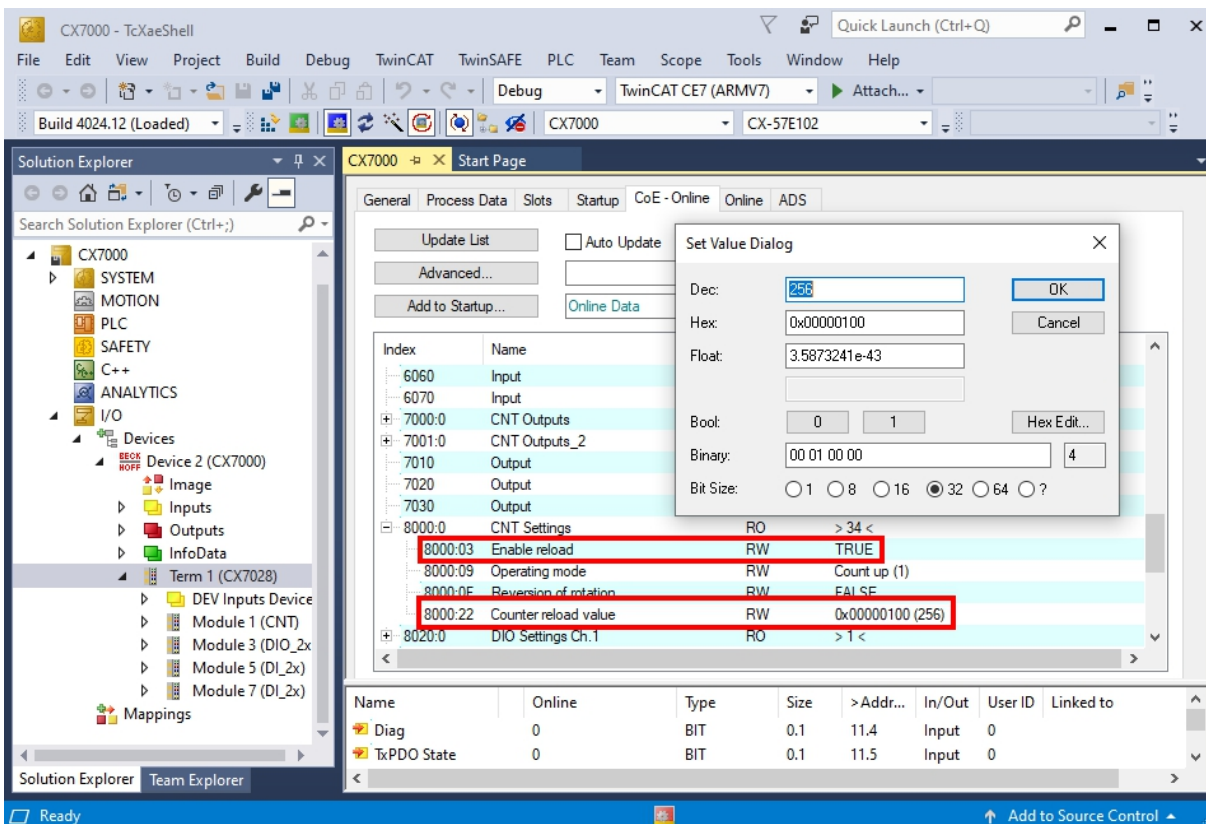 CX7000 - TcXaeShell
Quick Launch (Ctrl+Q)
File Edit View Project Build Debug TwinCAT TwinSAFE PLC Team Scope Tools Window Help
Debug TwinCAT CE7 (ARMV7) Attach...
Build 4024.12 (Loaded) CX7000 CX-57E102
Solution Explorer
Search Solution Explorer (Ctrl+;)
CX7000
SYSTEM
MOTION
PLC
SAFETY
C++
ANALYTICS
I/O
Devices
BECK
HOFF
Device 2 (CX7000)
Image
Inputs
Outputs
InfoData
Term 1 (CX7028)
DEV Inputs Device
Module 1 (CNT)
Module 3 (DIO_2x
Module 5 (DI_2x)
Module 7 (DI_2x)
Mappings
Solution Explorer Team Explorer
CX7000 Start Page
General Process Data Slots Startup CoE - Online Online ADS
Update List Auto Update
Advanced...
Add to Startup... Online Data
Index Name
6060 Input
6070 Input
7000:0 CNT Outputs
7001:0 CNT Outputs_2
7010 Output
7020 Output
7030 Output
8000:0 CNT Settings RO > 34 <
8000:03 Enable reload RW TRUE
8000:09 Operating mode RW Count up (1)
8000:0E Reversion of rotation RW FALSE
8000:22 Counter reload value RW 0x00000100 (256)
8020:0 DIO Settings Ch.1 RO > 1 <
Set Value Dialog
Dec: 256 OK
Hex: 0x00000100 Cancel
Float: 3.5873241e-43
Bool: 0 1 Hex Edit...
Binary: 00 01 00 00 4
Bit Size: 1 8 16 32 64 ?
Name Online Type Size >Addr... In/Out User ID Linked to
Diag 0 BIT 0.1 11.4 Input 0
TxPDO State 0 BIT 0.1 11.5 Input 0
Ready Add to Source Control